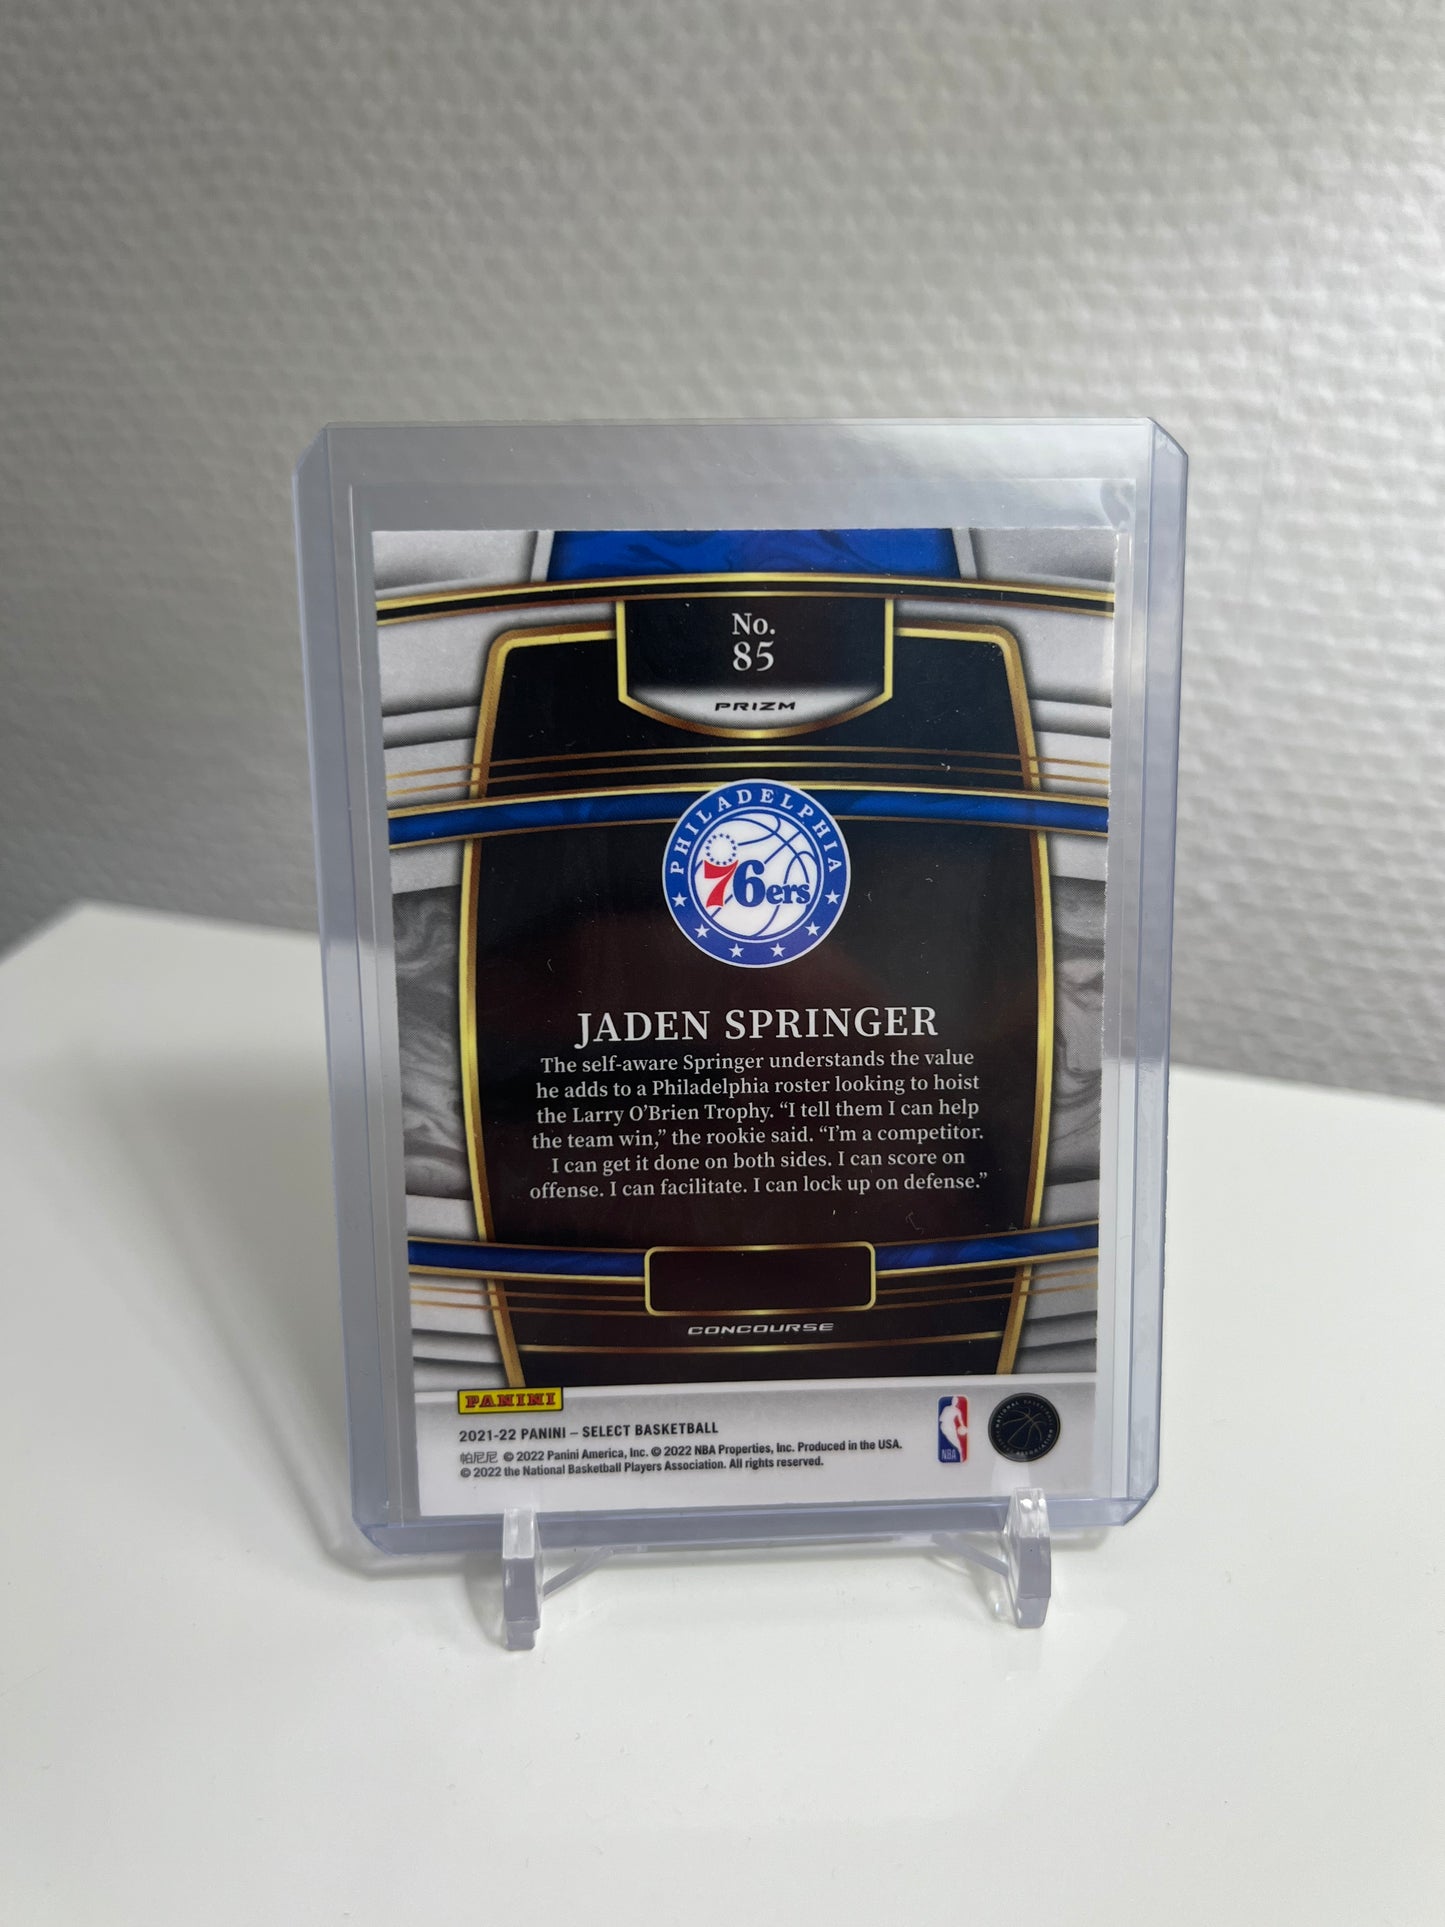 No.
85
PRIZM
PHILADELPHIA
76ers
JADEN SPRINGER
The self-aware Springer understands the value
he adds to a Philadelphia roster looking to hoist
the Larry O’Brien Trophy. “I tell them I can help
the team win,” the rookie said. “I’m a competitor.
I can get it done on both sides. I can score on
offense. I can facilitate. I can lock up on defense.”
CONCOURSE
PANINI
2021-22 PANINI – SELECT BASKETBALL
帕尼尼 © 2022 Panini America, Inc. © 2022 NBA Properties, Inc. Produced in the USA.
© 2022 the National Basketball Players Association. All rights reserved.
NBA
NATIONAL BASKETBALL
ASSOCIATION